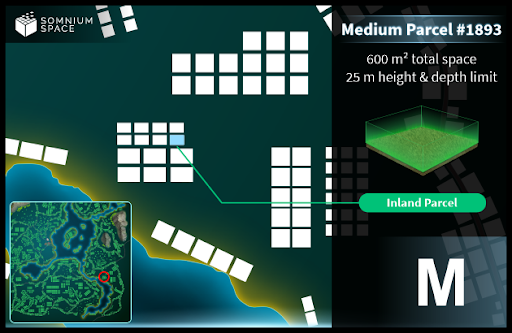 SOMNIUM
SPACE
Medium Parcel #1893
600 m² total space
25 m height & depth limit
Inland Parcel
M